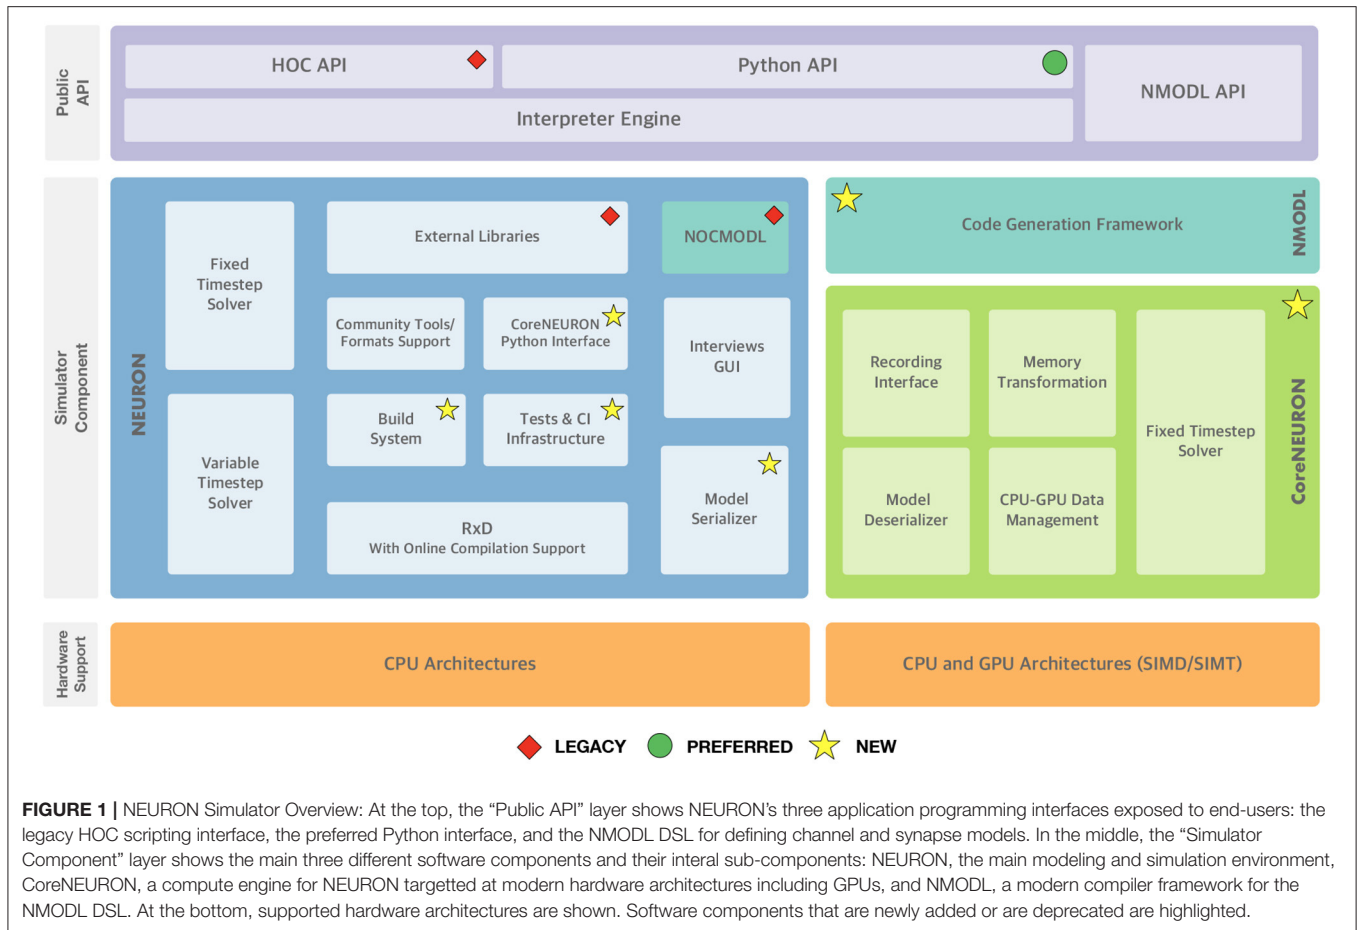 Public
API
HOC API
Python API
NMODL API
Interpreter Engine
Simulator
Component
NEURON
Fixed
Timestep
Solver
Variable
Timestep
Solver
External Libraries
Community Tools/
Formats Support
CoreNEURON
Python Interface
Build
System
Tests & CI
Infrastructure
RxD
With Online Compilation Support
NOCMODL
Interviews
GUI
Model
Serializer
Code Generation Framework
NMODL
Recording
Interface
Memory
Transformation
Model
Deserializer
CPU-GPU Data
Management
Fixed Timestep
Solver
CoreNEURON
Hardware
Support
CPU Architectures
CPU and GPU Architectures (SIMD/SIMT)
LEGACY
PREFERRED
NEW
FIGURE 1 | NEURON Simulator Overview: At the top, the “Public API” layer shows NEURON’s three application programming interfaces exposed to end-users: the
legacy HOC scripting interface, the preferred Python interface, and the NMODL DSL for defining channel and synapse models. In the middle, the “Simulator
Component” layer shows the main three different software components and their interal sub-components: NEURON, the main modeling and simulation environment,
CoreNEURON, a compute engine for NEURON targetted at modern hardware architectures including GPUs, and NMODL, a modern compiler framework for the
NMODL DSL. At the bottom, supported hardware architectures are shown. Software components that are newly added or are deprecated are highlighted.